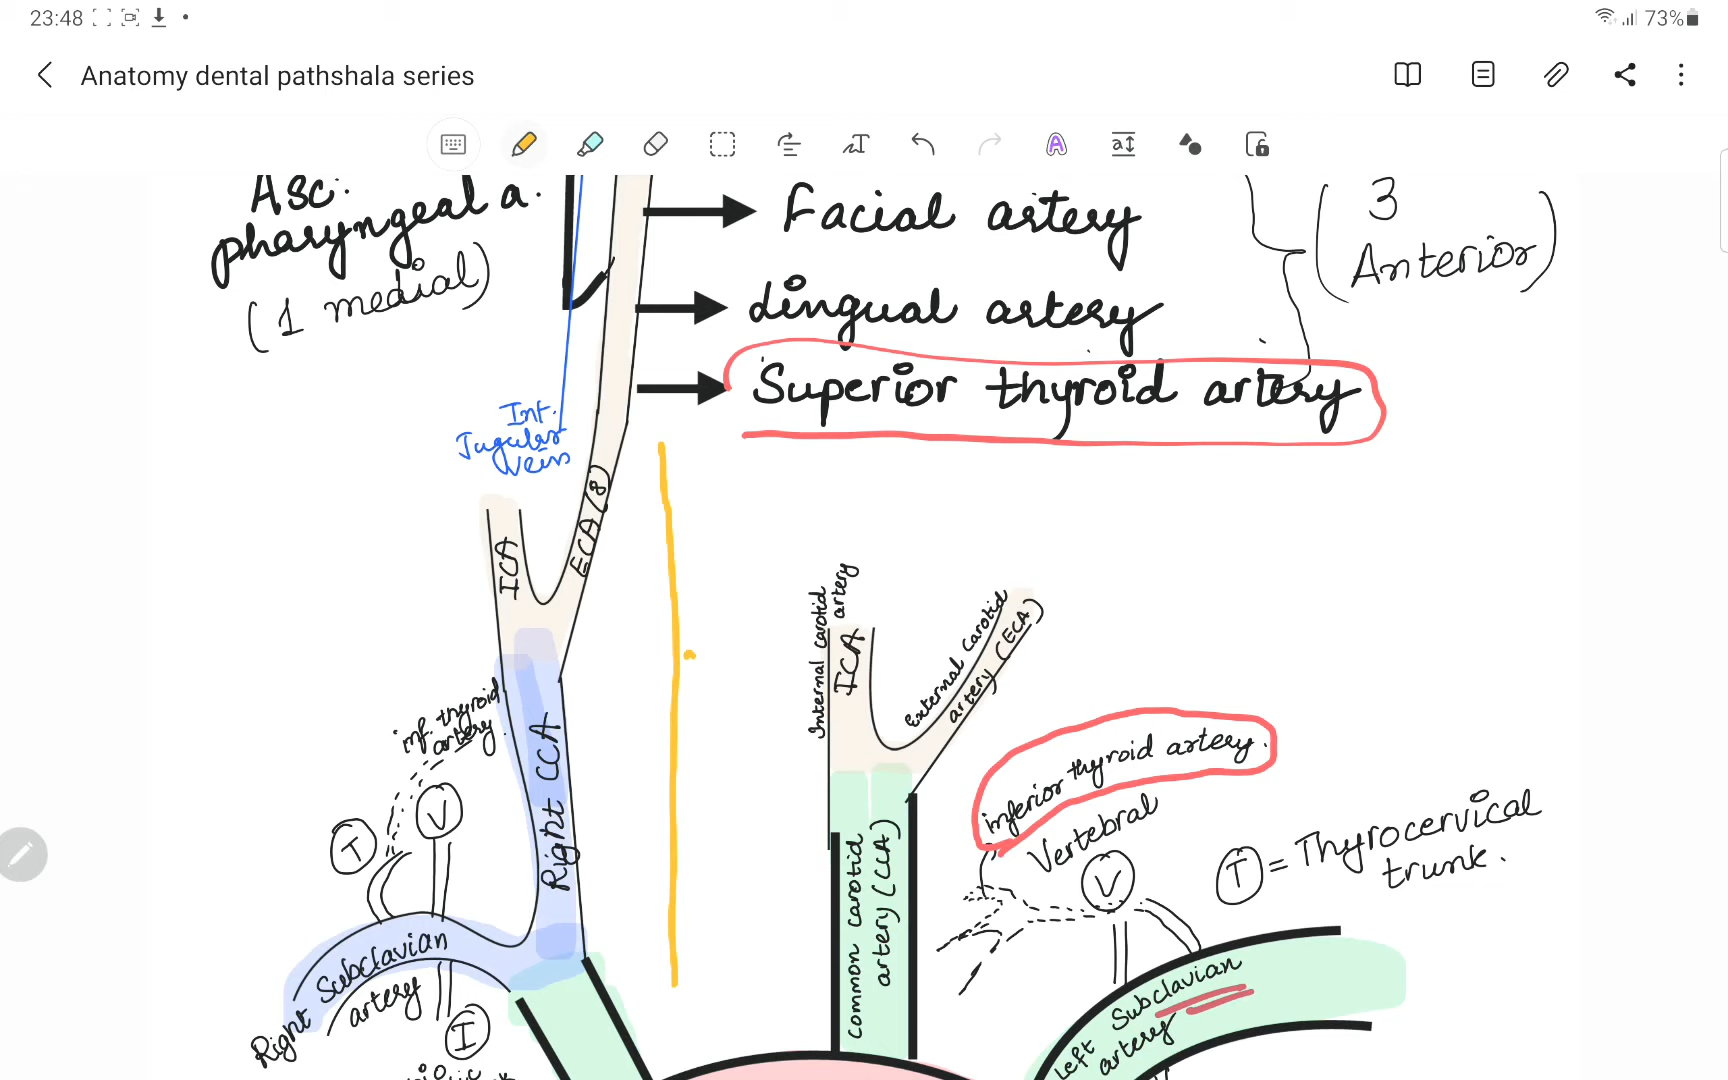 23:48
73%
Anatomy dental pathshala series
Asc.
pharyngeal a.
(1 medial)
Facial artery
Lingual artery
Superior thyroid artery
(3
Anterior)
Int.
Jugular
Vein
ICA
ECA (8)
inf. thyroid
artery
T
V
Right CCA
Right Subclavian
artery
I
Internal carotid
artery
ICA
External carotid
artery (ECA)
Common carotid
artery (CCA)
inferior thyroid artery.
Vertebral
V
T = Thyrocervical
trunk.
Left Subclavian
artery